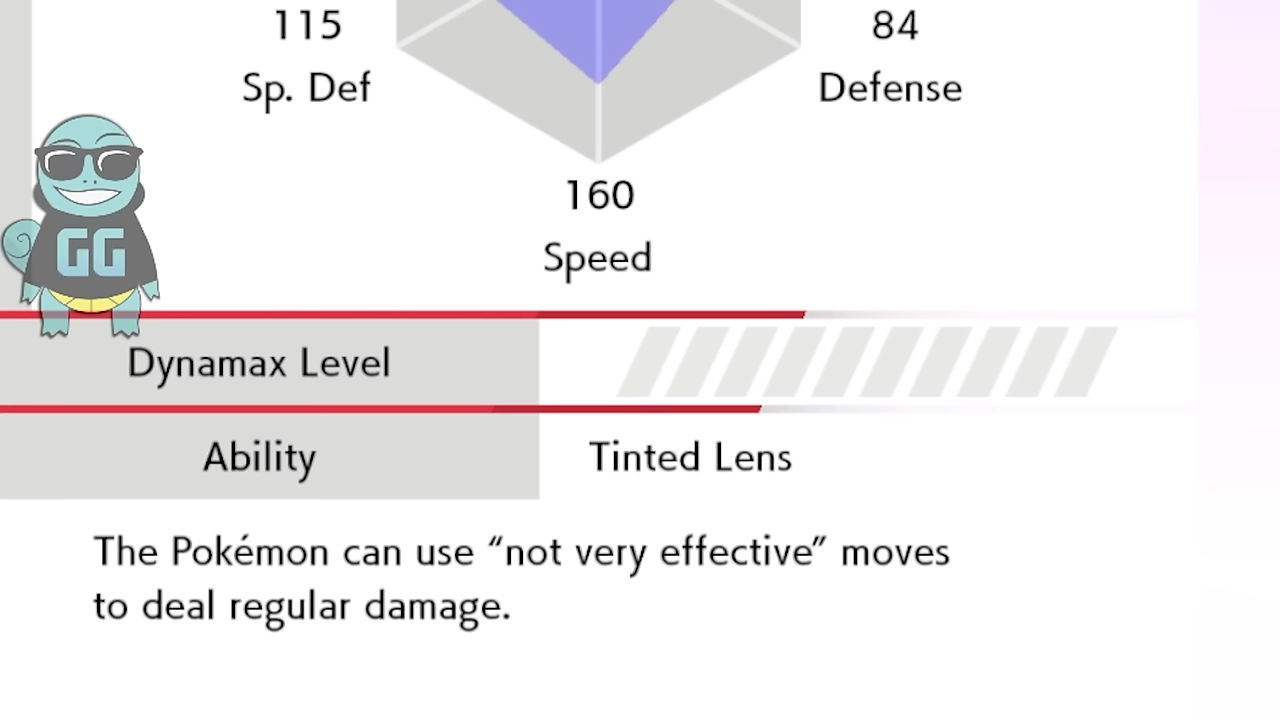 115
84
Sp. Def
Defense
GG
160
Speed
Dynamax Level
Ability
Tinted Lens
The Pokémon can use “not very effective” moves
to deal regular damage.